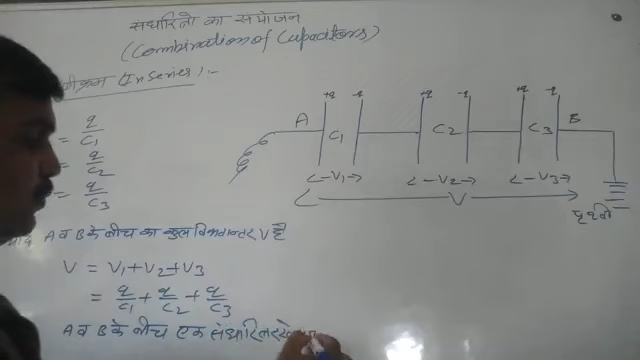 संधारित्रों का संयोजन
(Combination of Capacitors)
(In Series) :-
= q/C1
= q/C2
= q/C3
+q -q +q -q +q -q
A C1 C2 C3 B
<-V1-> <-V2-> <-V3->
V
पृथ्वी
A व B के बीच का कुल विभवान्तर V है
V = V1+V2+V3
= q/C1 + q/C2 + q/C3
A व B के बीच एक संधारित्र